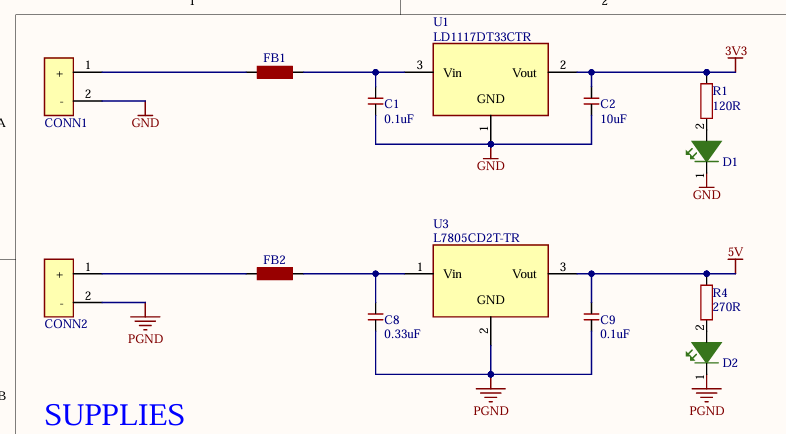 1
2
A
B
U1
LD1117DT33CTR
3V3
FB1
+
1
3
Vin
Vout
2
-
2
GND
C1
0.1uF
C2
10uF
R1
120R
CONN1
GND
1
GND
2
D1
1
GND
U3
L7805CD2T-TR
5V
FB2
+
1
1
Vin
Vout
3
-
2
GND
C8
0.33uF
C9
0.1uF
R4
270R
CONN2
PGND
2
2
D2
1
PGND
PGND
SUPPLIES